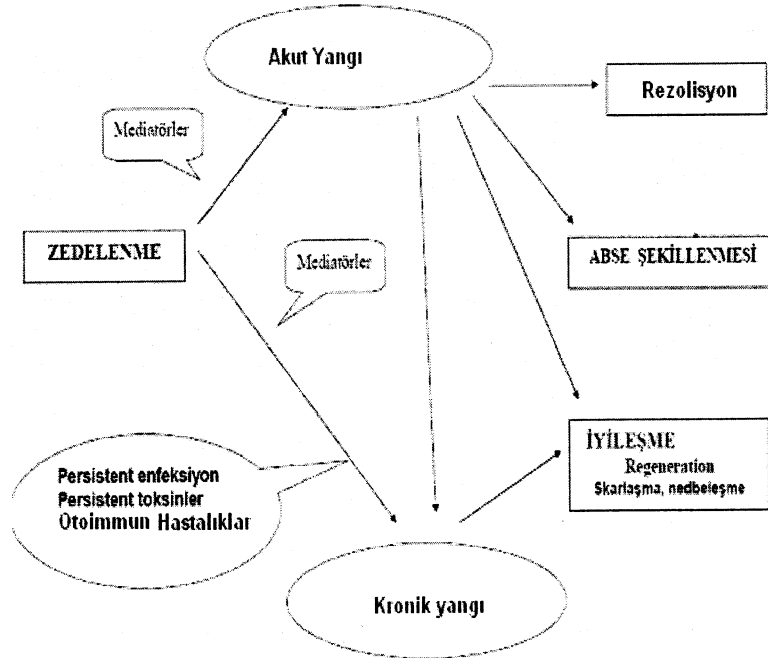 Akut Yangı
Rezolisyon
Mediatörler
ZEDELENME
Mediatörler
ABSE ŞEKİLLENMESİ
İYİLEŞME
Regeneration
Skarlaşma, nedbeleşme
Persistent enfeksiyon
Persistent toksinler
Otoimmun Hastalıklar
Kronik yangı